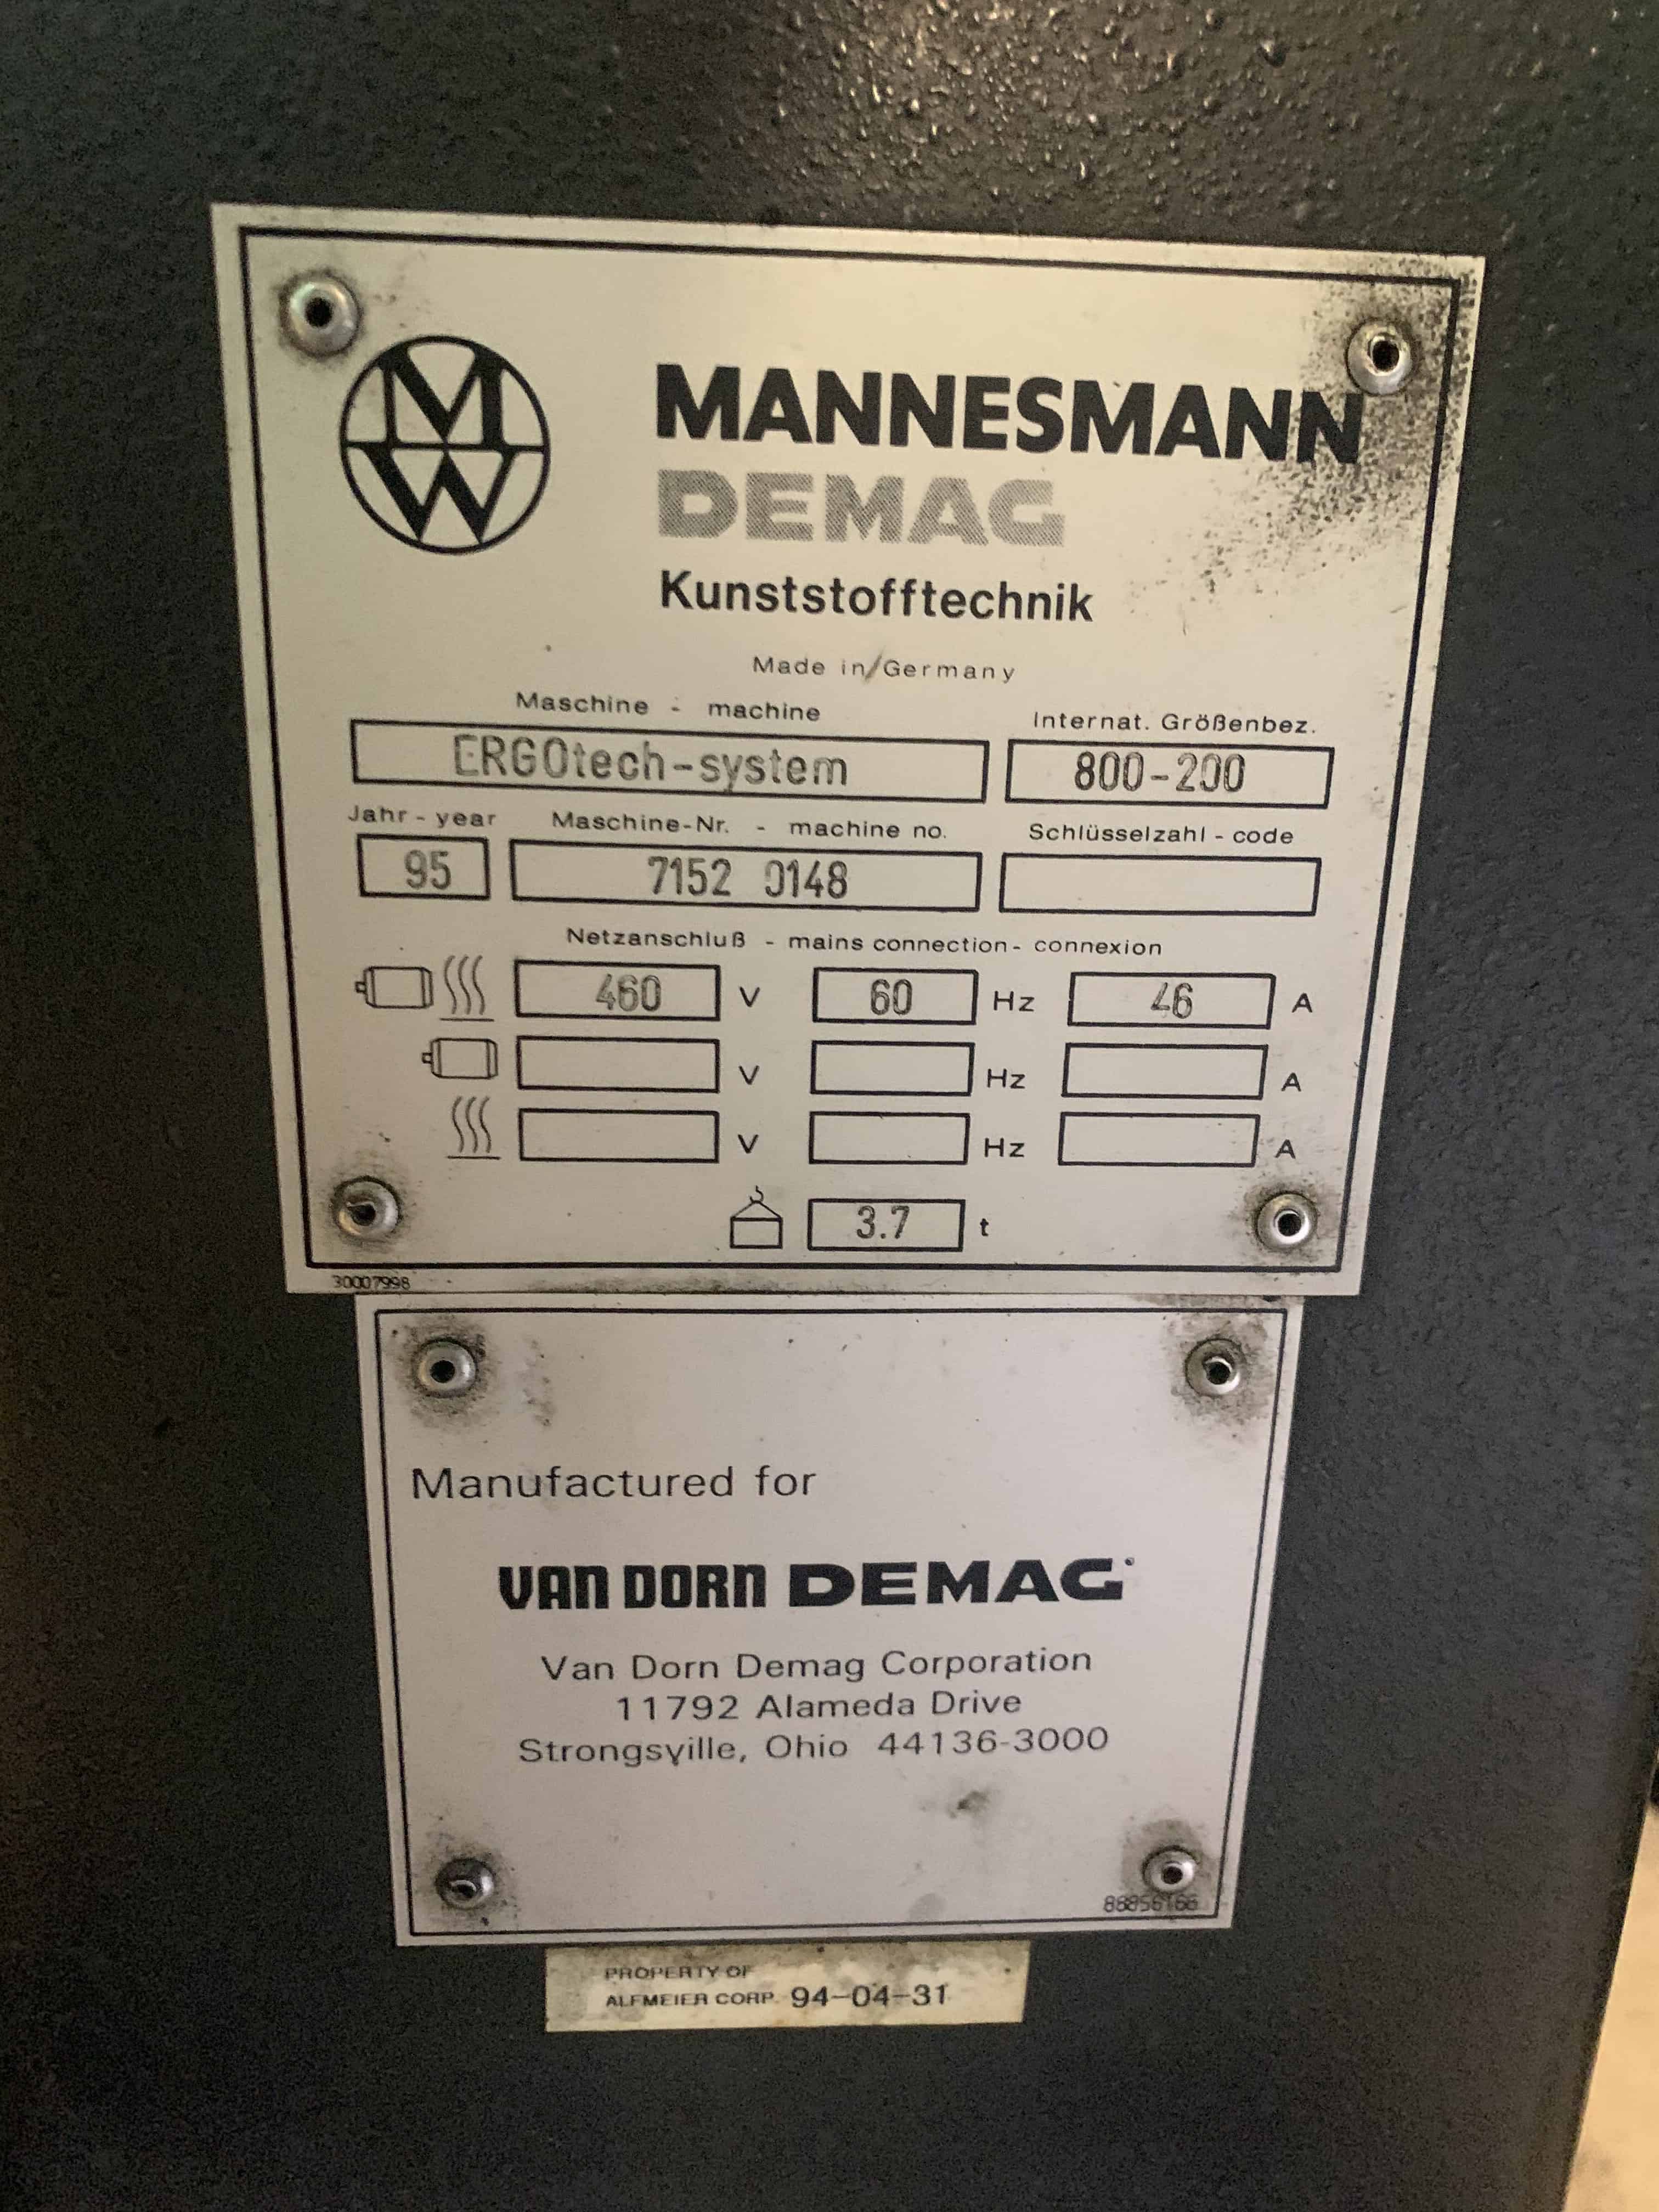 MW
MANNESMANN
DEMAG
Kunststofftechnik
Made in Germany
Maschine - machine
Internat. Größenbez.
ERGOtech-system
800-200
Jahr - year
Maschine-Nr. - machine no.
Schlüsselzahl - code
95
7152 0148
Netzanschluß - mains connection - connexion
460 V 60 Hz 46 A
V Hz A
V Hz A
3.7 t
30007998
Manufactured for
VAN DORN DEMAG
Van Dorn Demag Corporation
11792 Alameda Drive
Strongsville, Ohio 44136-3000
PROPERTY OF
ALFMEIER CORP. 94-04-31